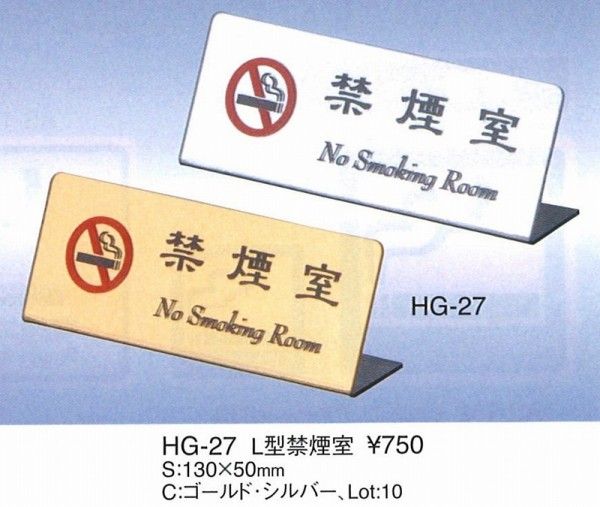 禁煙室
No Smoking Room
禁煙室
No Smoking Room
HG-27
HG-27 L型禁煙室 ¥750
S:130×50mm
C:ゴールド・シルバー、Lot:10